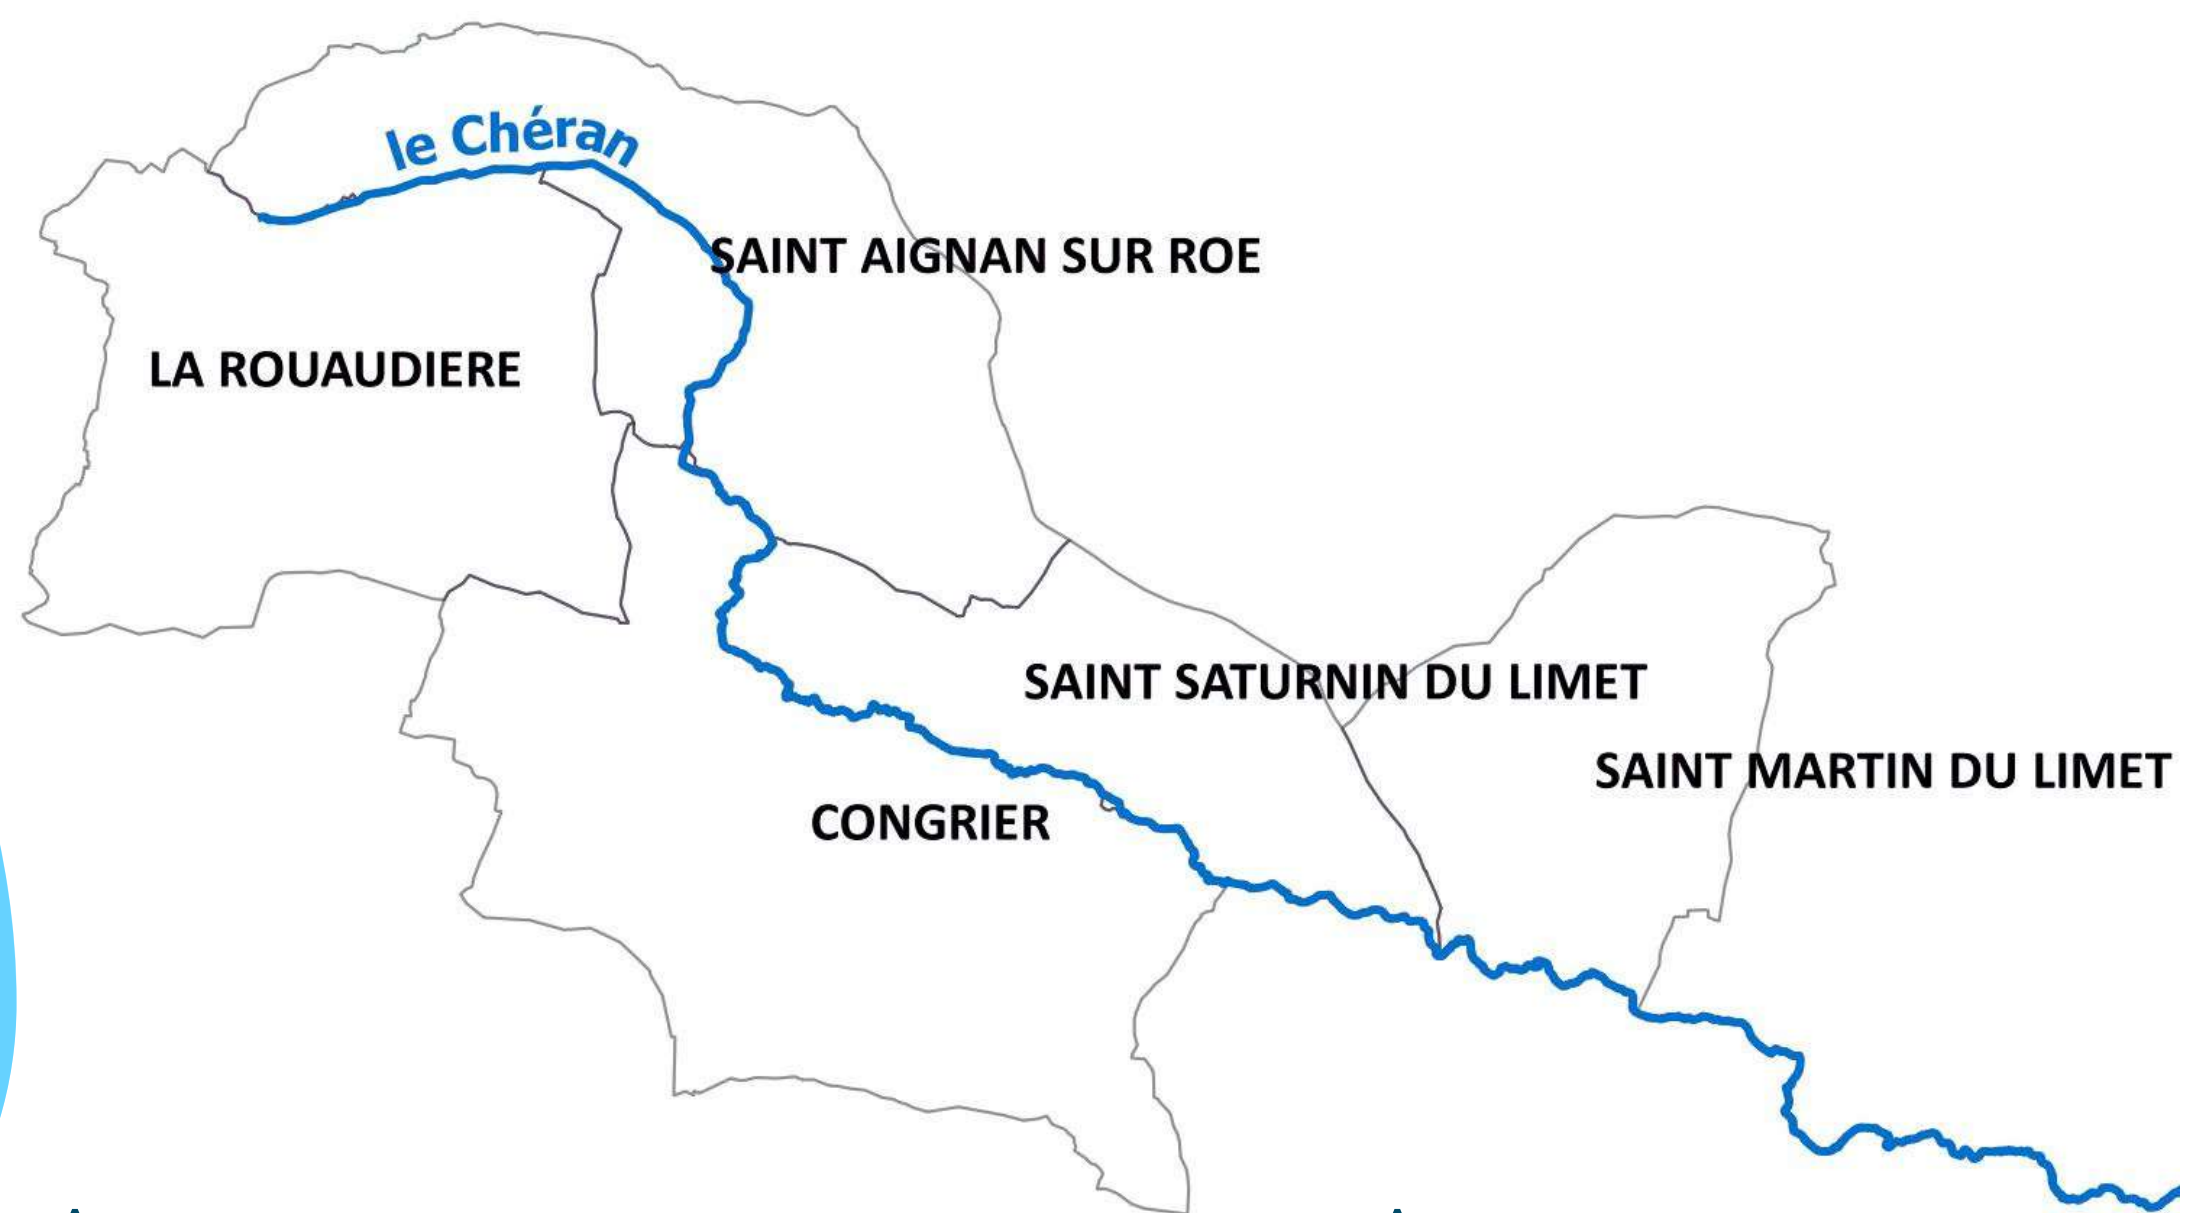 le Chéran
SAINT AIGNAN SUR ROE
LA ROUAUDIERE
SAINT SATURNIN DU LIMET
SAINT MARTIN DU LIMET
CONGRIER